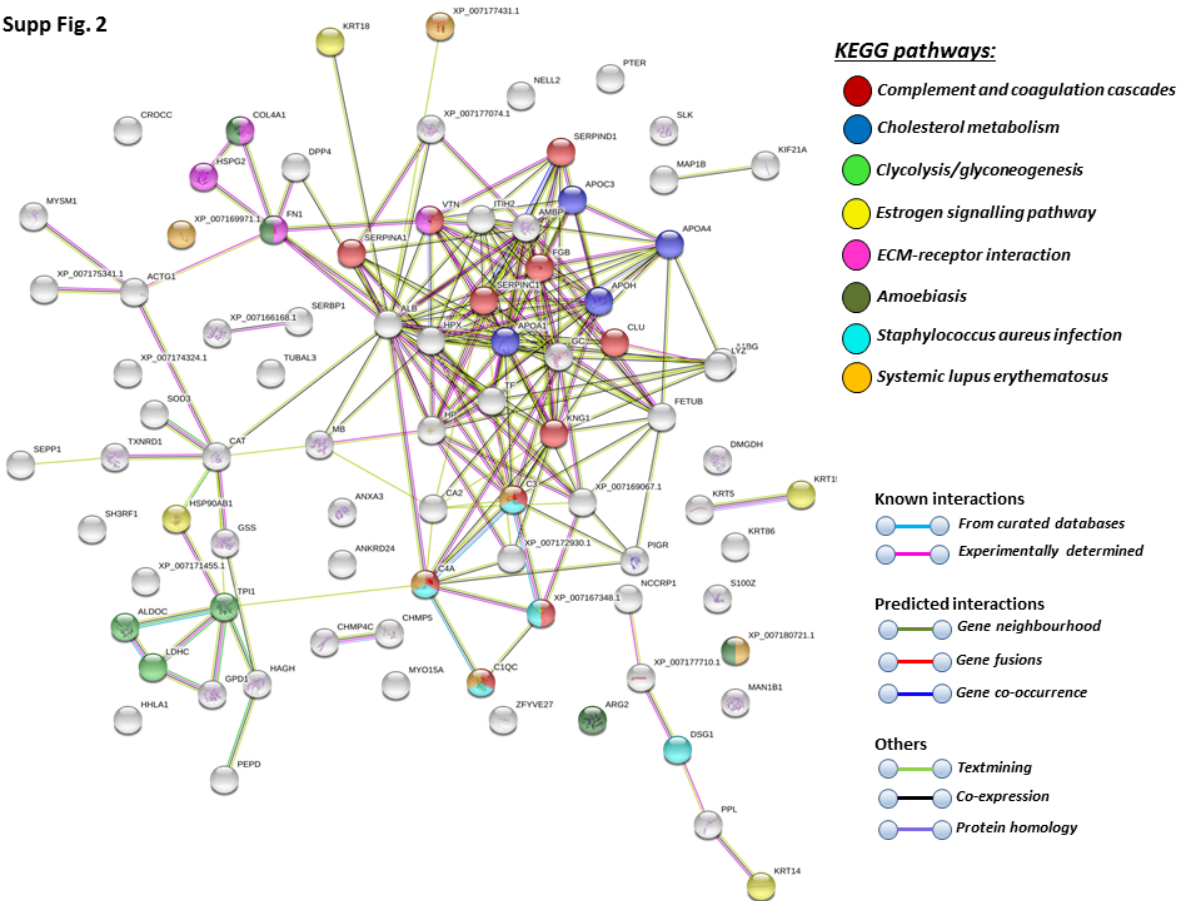 Supp Fig. 2
XP_007177431.1
KRT18
PTER
NELL2
KEGG pathways:
Complement and coagulation cascades
Cholesterol metabolism
Clycolysis/glyconeogenesis
Estrogen signalling pathway
ECM-receptor interaction
Amoebiasis
Staphylococcus aureus infection
Systemic lupus erythematosus
CROCC
COL4A1
XP_007177074.1
SLK
SERPIND1
DPP4
HSPG2
MAP1B
KIF21A
APOC3
MYSM1
XP_007169971.1
FN1
VTN
ITIH2
AMBP
APOA4
SERPINA1
FGB
XP_007175341.1
ACTG1
SERPINC1
APOH
SERBP1
XP_007166168.1
ALB
HPX
APOA1
CLU
GC
LYZ
A1BG
XP_007174324.1
TUBAL3
TF
SOD3
FETUB
HP
KNG1
SEPP1
TXNRD1
CAT
MB
DMGDH
ANXA3
CA2
C3
XP_007169067.1
KRT5
KRT1
SH3RF1
HSP90AB1
GSS
KRT86
ANKRD24
XP_007172930.1
PIGR
XP_007171455.1
TPI1
C4A
XP_007167348.1
NCCRP1
S100Z
ALDOC
CHMP4C
CHMP5
LDHC
XP_007180721.1
GPD1
HAGH
MYO15A
C1QC
XP_007177710.1
MAN1B1
HHLA1
ZFYVE27
ARG2
DSG1
PEPD
PPL
KRT14
Known interactions
From curated databases
Experimentally determined
Predicted interactions
Gene neighbourhood
Gene fusions
Gene co-occurrence
Others
Textmining
Co-expression
Protein homology